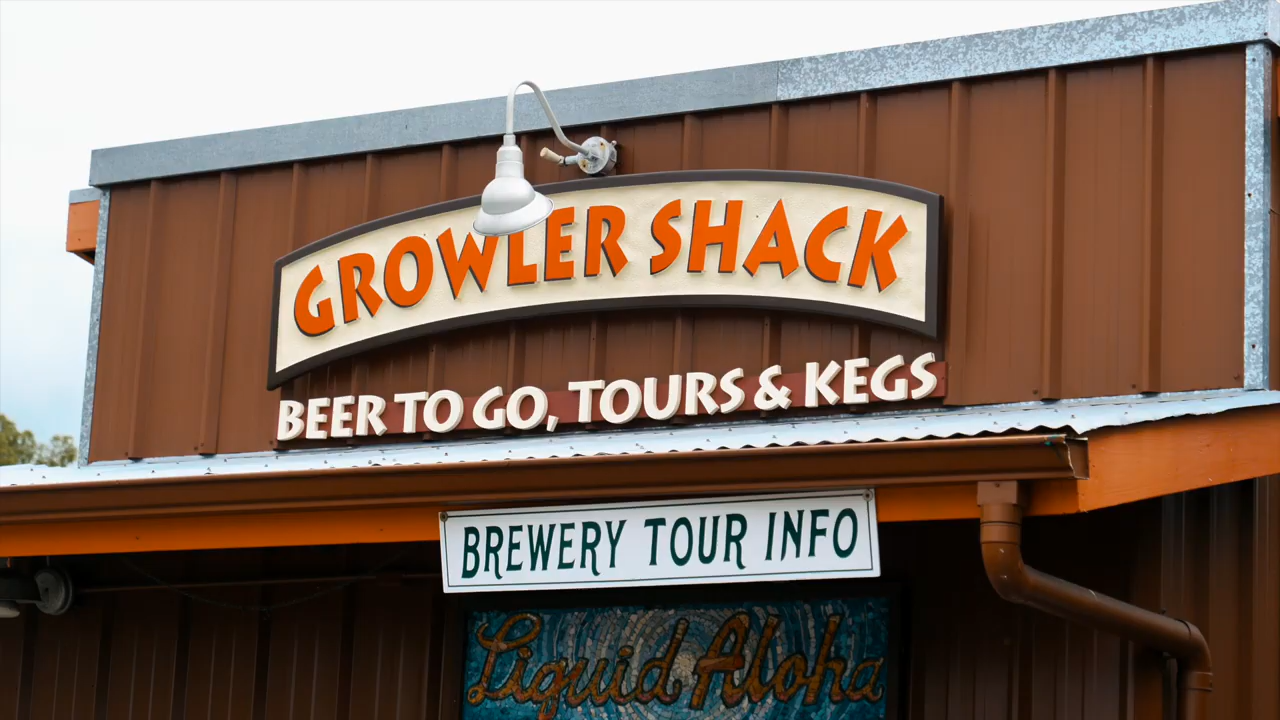 GROWLER SHACK
BEER TO GO, TOURS & KEGS
BREWERY TOUR INFO
Liquid Aloha